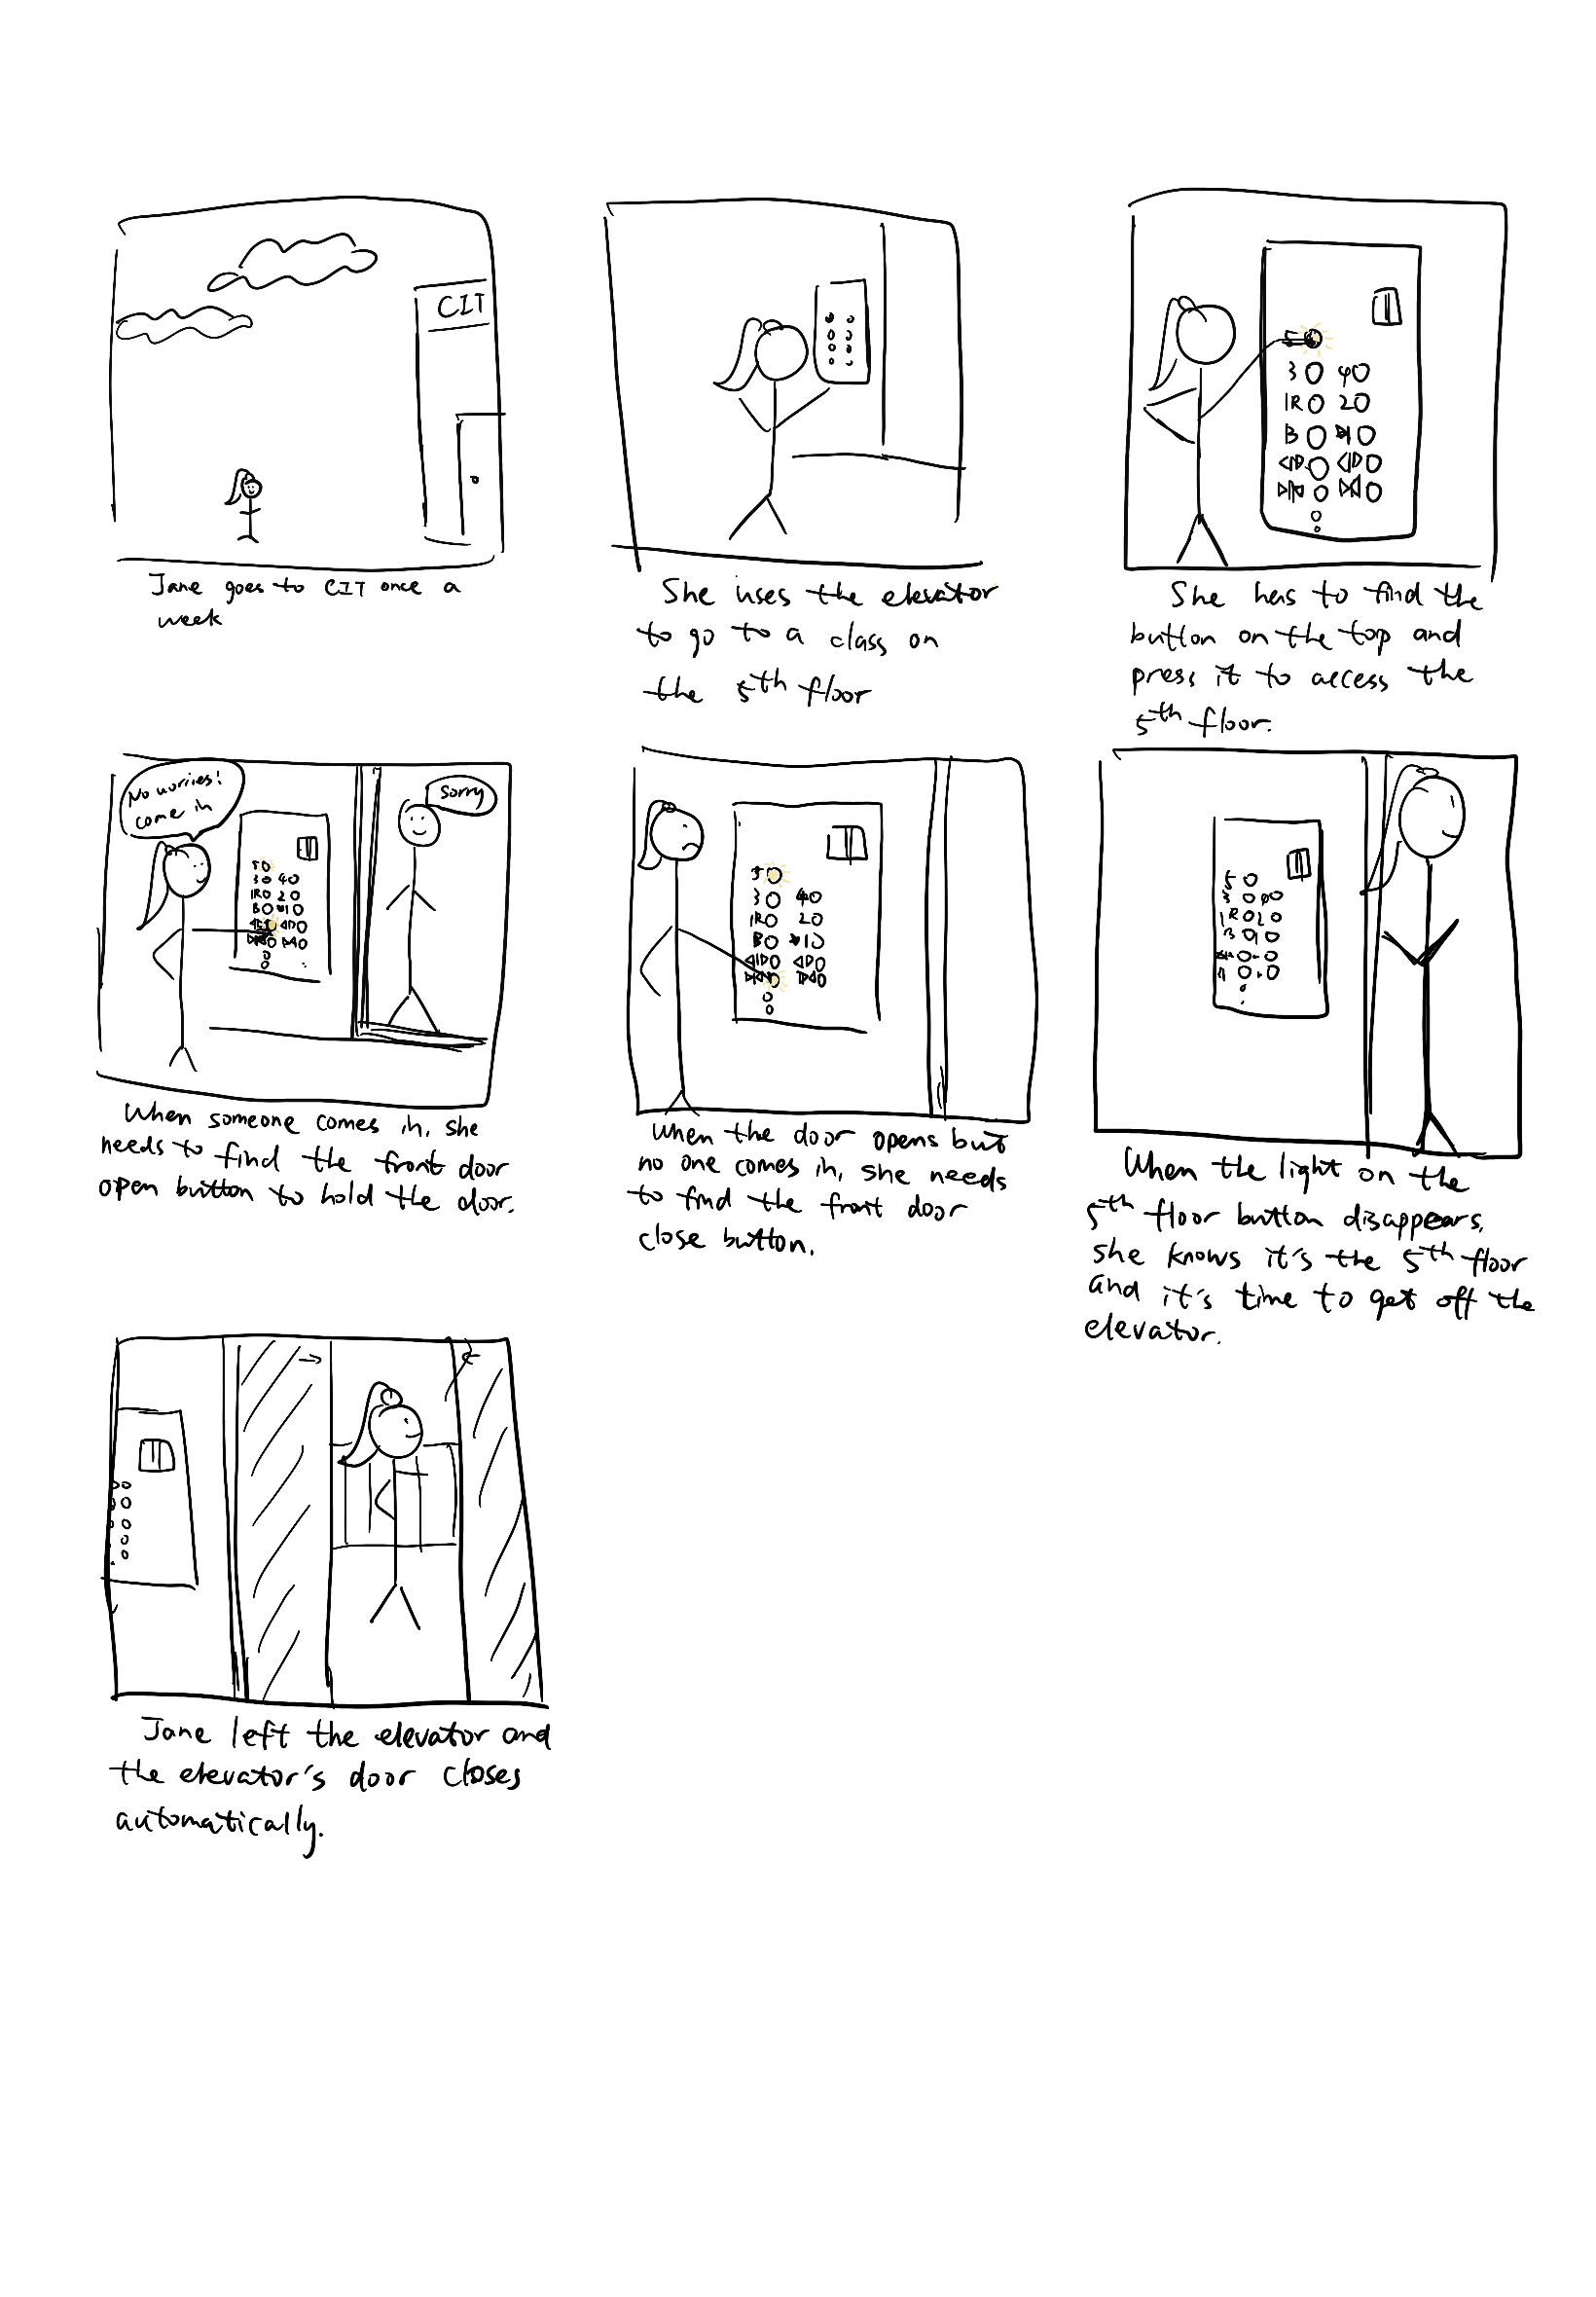 CIT
Jane goes to CIT once a
week
She uses the elevator
to go to a class on
the 5th floor
3 4
1R 2
B 1
She has to find the
button on the top and
press it to access the
5th floor.
No worries!
come in
Sorry
5
3 4
1R 2
B 1
When someone comes in, she
needs to find the front door
open button to hold the door.
5
3 4
1R 2
B 1
When the door opens but
no one comes in, she needs
to find the front door
close button.
5
3 4
1R 2
B 1
When the light on the
5th floor button disappears,
she knows it's the 5th floor
and it's time to get off the
elevator.
Jane left the elevator and
the elevator's door closes
automatically.